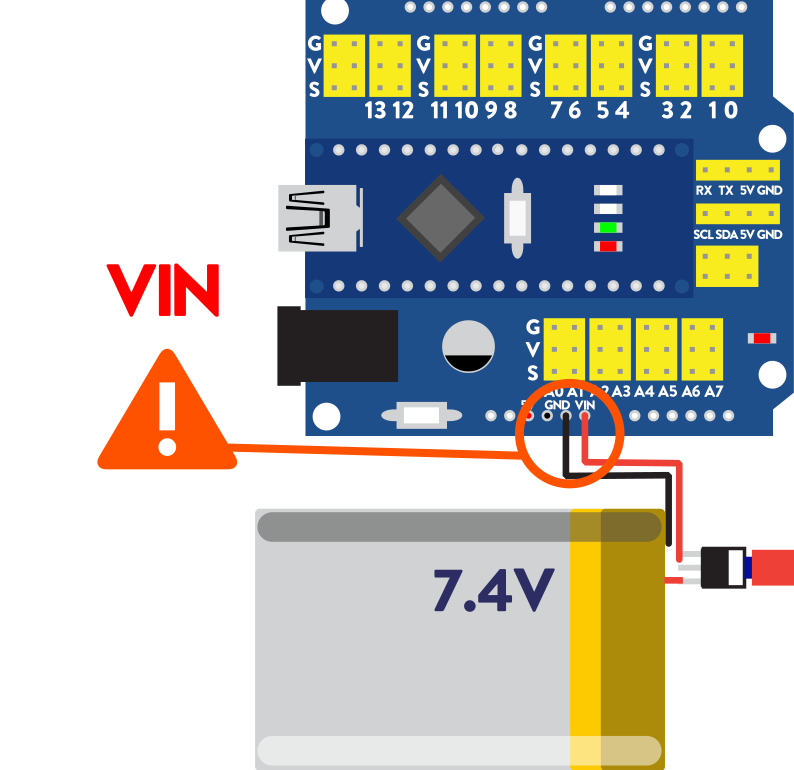 G G G G
V V V V
S S S S
13 12 11 10 9 8 7 6 5 4 3 2 1 0
RX TX 5V GND
SCL SDA 5V GND
VIN
G
V
S
A0 A1 A3 A4 A5 A6 A7
GND VIN
7.4V